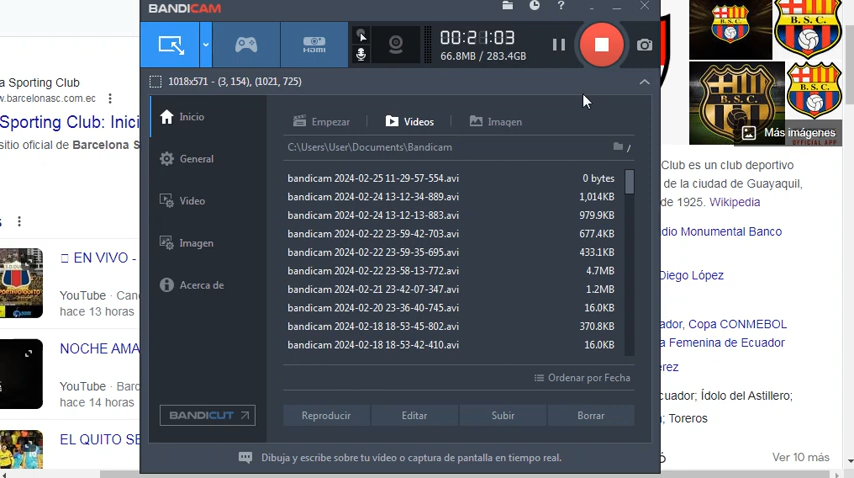 BANDICAM
00:21:03
66.8MB / 283.4GB
1018x571 - (3, 154), (1021, 725)
Inicio
General
Video
Imagen
Acerca de
BANDICUT
Empezar
Videos
Imagen
C:\Users\User\Documents\Bandicam
bandicam 2024-02-25 11-29-57-554.avi 0 bytes
bandicam 2024-02-24 13-12-34-889.avi 1,014KB
bandicam 2024-02-24 13-12-13-883.avi 979.9KB
bandicam 2024-02-22 23-59-42-703.avi 677.4KB
bandicam 2024-02-22 23-59-35-695.avi 433.1KB
bandicam 2024-02-22 23-58-13-772.avi 4.7MB
bandicam 2024-02-21 23-42-07-347.avi 1.2MB
bandicam 2024-02-20 23-36-40-745.avi 16.0KB
bandicam 2024-02-18 18-53-45-802.avi 370.8KB
bandicam 2024-02-18 18-53-42-410.avi 16.0KB
Ordenar por Fecha
Reproducir
Editar
Subir
Borrar
Dibuja y escribe sobre tu vídeo o captura de pantalla en tiempo real.
a Sporting Club
w.barcelonasc.com.ec
Sporting Club: Inici
sitio oficial de Barcelona S
EN VIVO -
YouTube · Can
hace 13 horas
NOCHE AMA
YouTube · Barc
hace 14 horas
EL QUITO SE
Más imágenes
Club es un club deportivo
de la ciudad de Guayaquil,
de 1925. Wikipedia
dio Monumental Banco
Diego López
ador, Copa CONMEBOL
a Femenina de Ecuador
erez
cuador; Ídolo del Astillero;
; Toreros
Ver 10 más